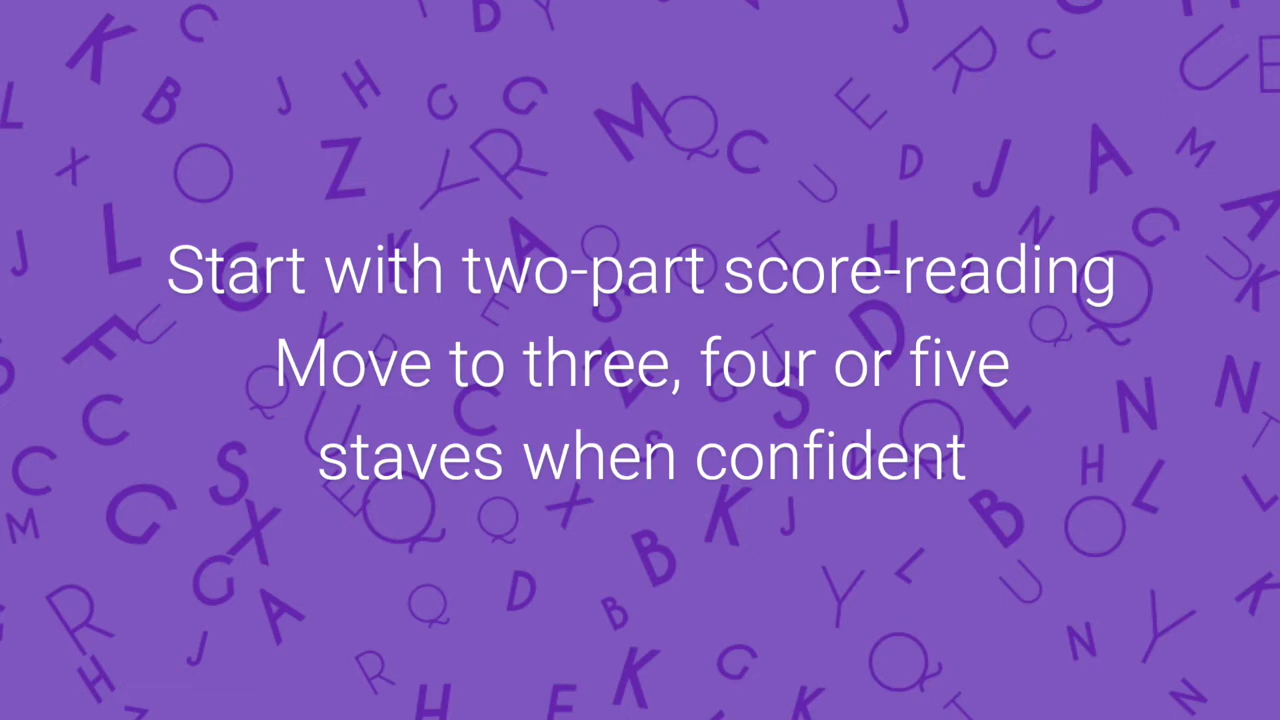 Start with two-part score-reading
Move to three, four or five
staves when confident